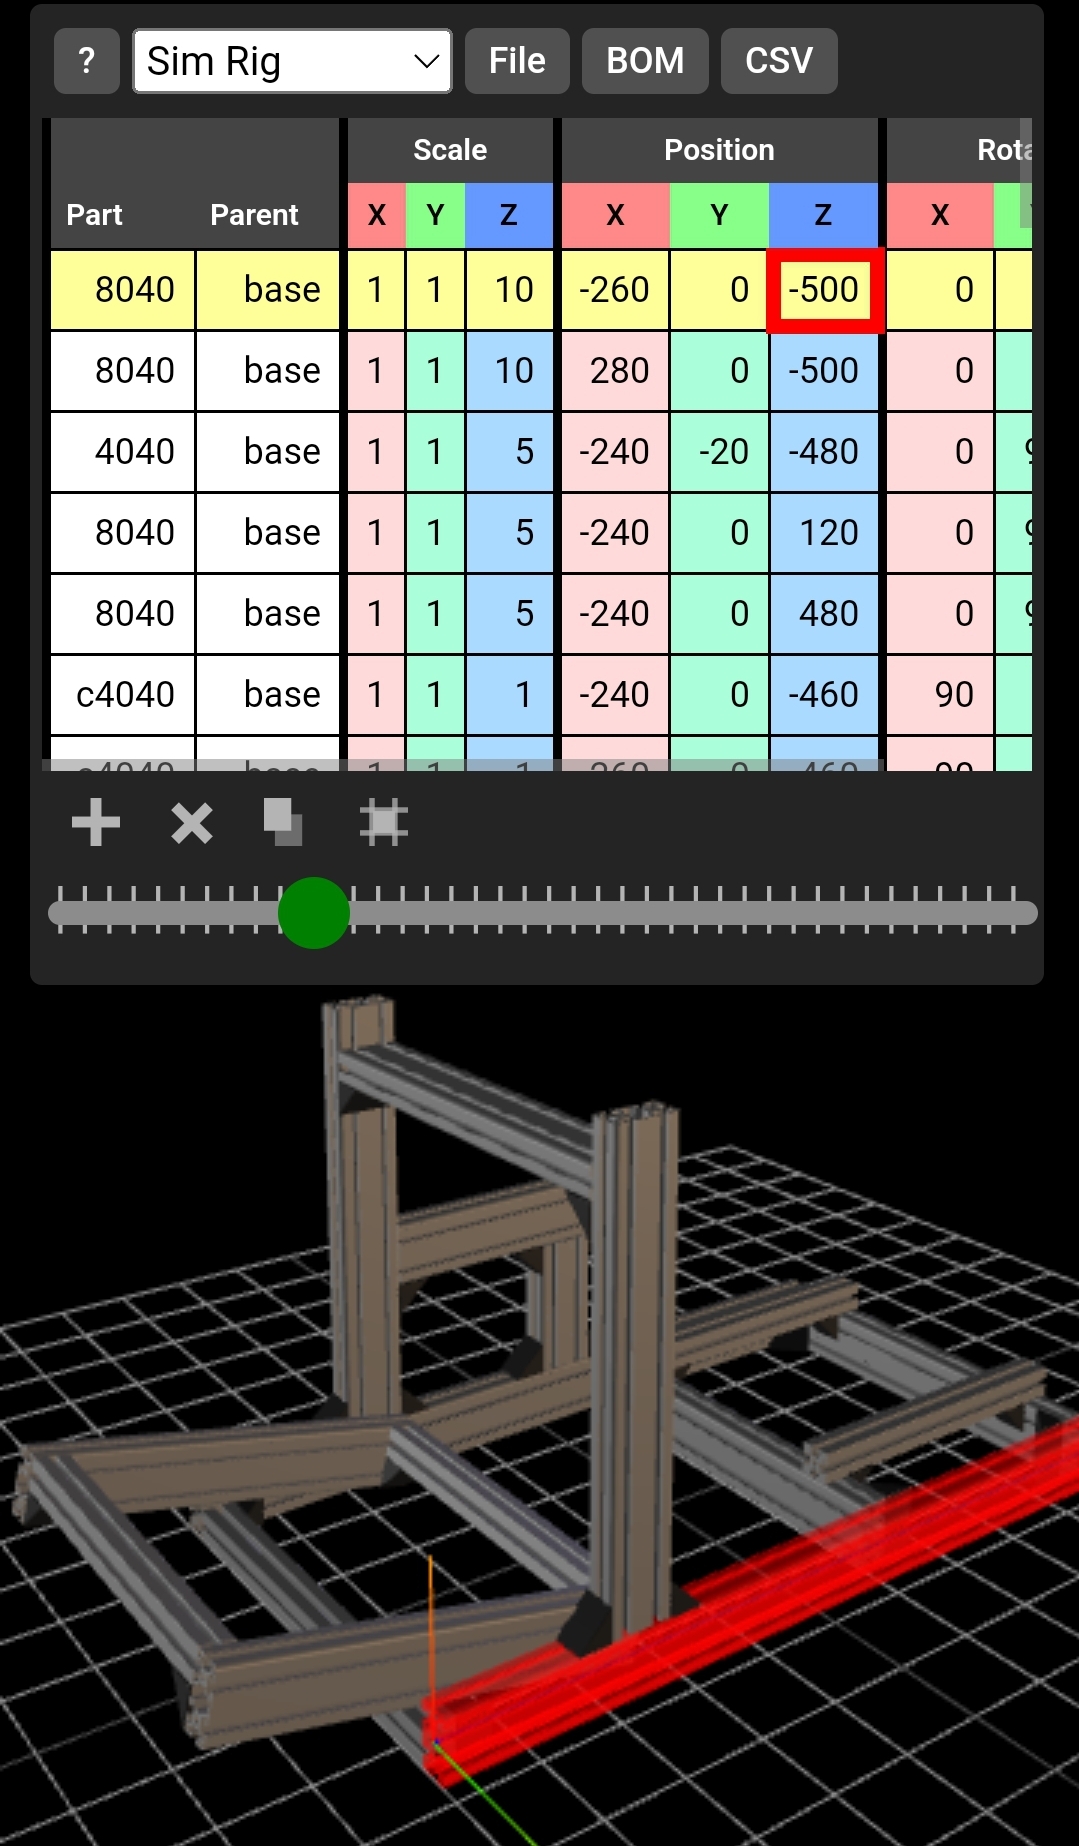 ? Sim Rig File BOM CSV
Scale Position
Part Parent X Y Z X Y Z X
8040 base 1 1 10 -260 0 -500 0
8040 base 1 1 10 280 0 -500 0
4040 base 1 1 5 -240 -20 -480 0
8040 base 1 1 5 -240 0 120 0
8040 base 1 1 5 -240 0 480 0
c4040 base 1 1 1 -240 0 -460 90